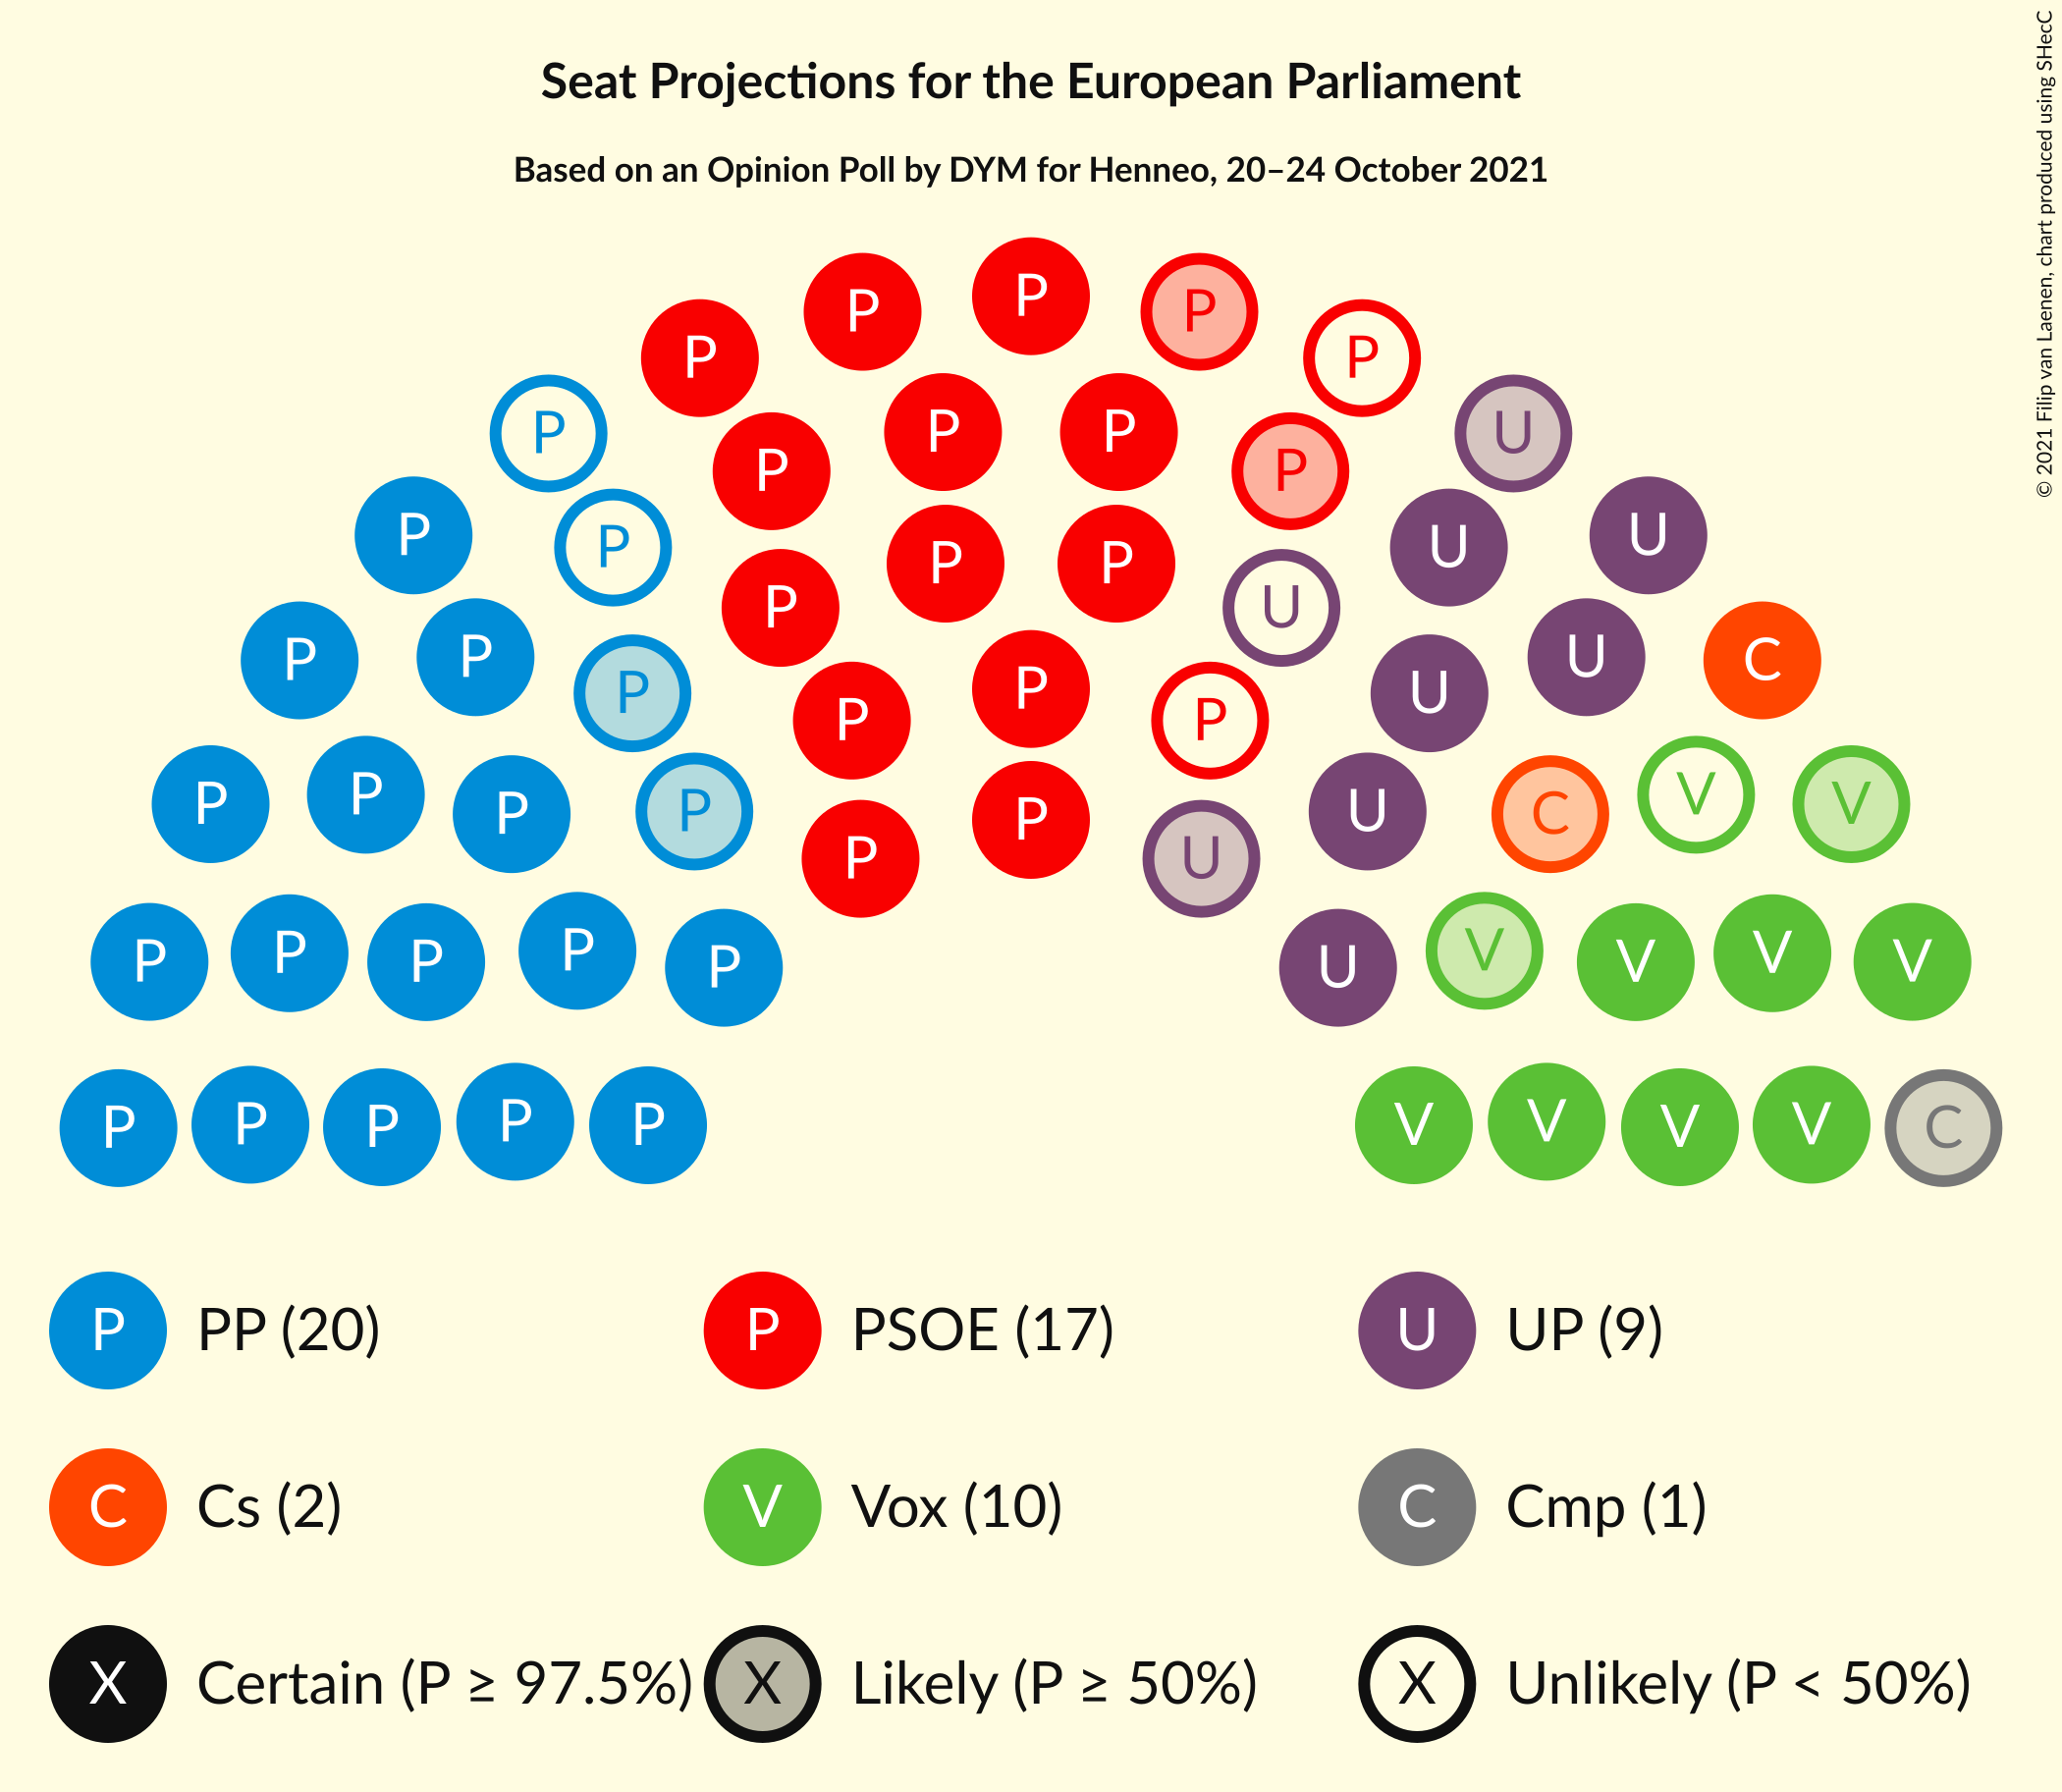 Seat Projections for the European Parliament
Based on an Opinion Poll by DYM for Henneo, 20–24 October 2021
© 2021 Filip van Laenen, chart produced using SHecC
P
P P
P P P P
P U
P P P P
P P U U
P P P U
P P P U U C
P P P P U
P P P U C V V
P P U
P P P P P U V V V V
P P P P P V V V V C
P PP (20) P PSOE (17) U UP (9)
C Cs (2) V Vox (10) C Cmp (1)
X Certain (P ≥ 97.5%) X Likely (P ≥ 50%) X Unlikely (P < 50%)